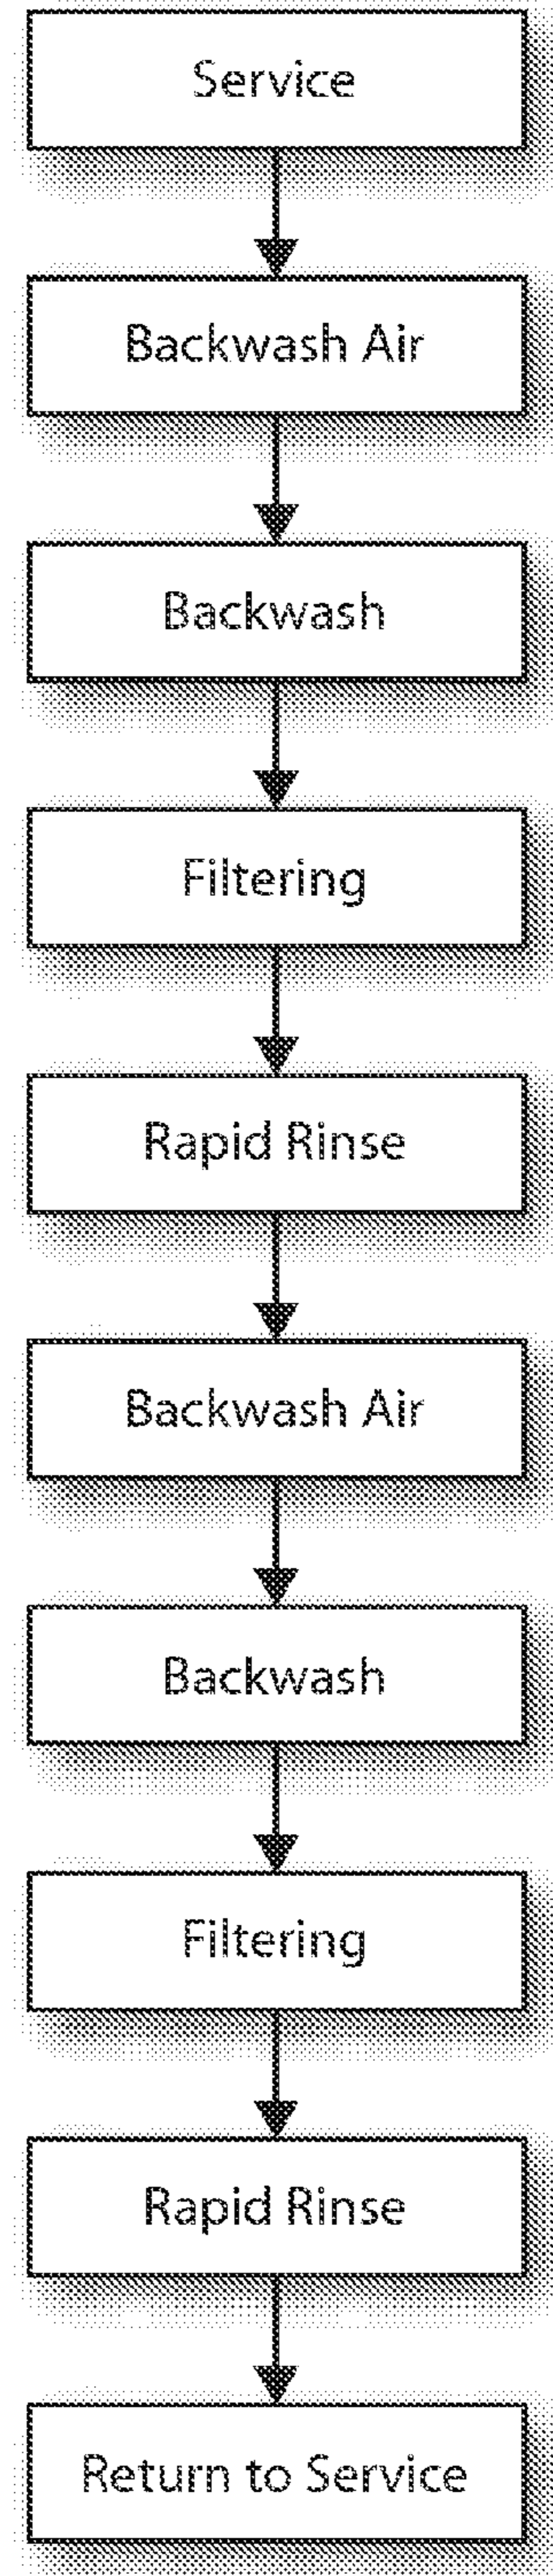 Service
Backwash Air
Backwash
Filtering
Rapid Rinse
Backwash Air
Backwash
Filtering
Rapid Rinse
Return to Service